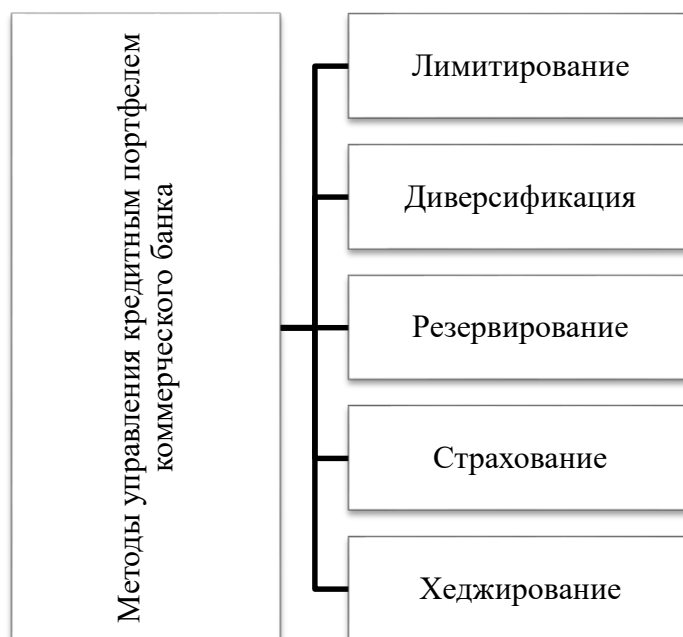 Методы управления кредитным портфелем
коммерческого банка
Лимитирование
Диверсификация
Резервирование
Страхование
Хеджирование